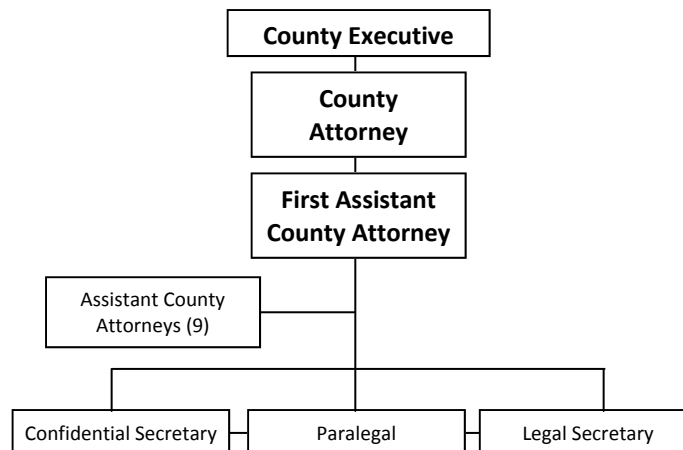 County Executive
County
Attorney
First Assistant
County Attorney
Assistant County
Attorneys (9)
Confidential Secretary
Paralegal
Legal Secretary